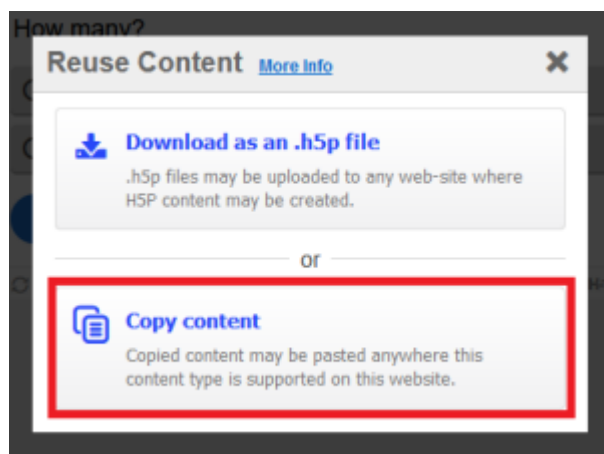 How many?
Reuse Content More Info
Download as an .h5p file
.h5p files may be uploaded to any web-site where
H5P content may be created.
or
Copy content
Copied content may be pasted anywhere this
content type is supported on this website.